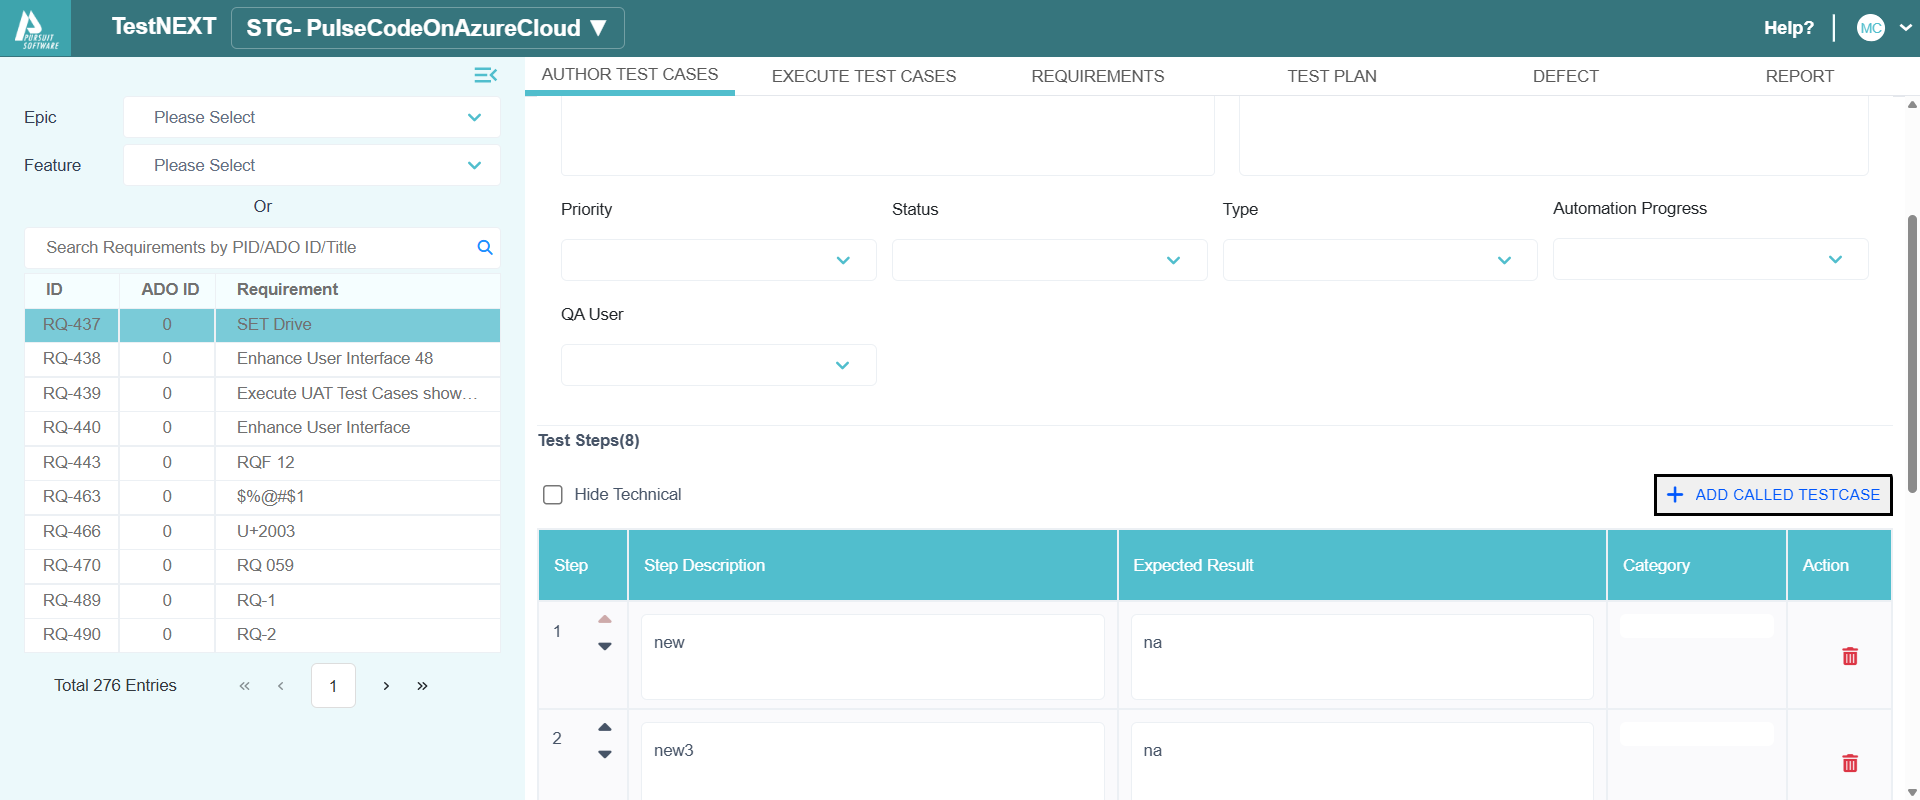 PURSUIT
SOFTWARE
TestNEXT
STG- PulseCodeOnAzureCloud ▼
Help?
MC
AUTHOR TEST CASES
EXECUTE TEST CASES
REQUIREMENTS
TEST PLAN
DEFECT
REPORT
Epic
Please Select
Feature
Please Select
Or
Search Requirements by PID/ADO ID/Title
ID ADO ID Requirement
RQ-437 0 SET Drive
RQ-438 0 Enhance User Interface 48
RQ-439 0 Execute UAT Test Cases show…
RQ-440 0 Enhance User Interface
RQ-443 0 RQF 12
RQ-463 0 $%@#$1
RQ-466 0 U+2003
RQ-470 0 RQ 059
RQ-489 0 RQ-1
RQ-490 0 RQ-2
Total 276 Entries « ‹ 1 › »
Priority
Status
Type
Automation Progress
QA User
Test Steps(8)
Hide Technical
+ ADD CALLED TESTCASE
Step Step Description Expected Result Category Action
1 new na
2 new3 na